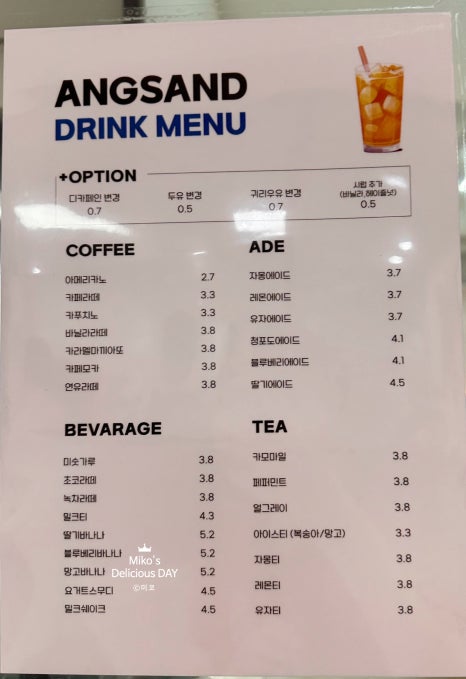 ANGSAND
DRINK MENU
+OPTION
디카페인 변경
0.7
두유 변경
0.5
귀리우유 변경
0.7
시럽 추가
(바닐라,헤이즐넛)
0.5
COFFEE
아메리카노 2.7
카페라떼 3.3
카푸치노 3.3
바닐라라떼 3.8
카라멜마끼아또 3.8
카페모카 3.8
연유라떼 3.8
ADE
자몽에이드 3.7
레몬에이드 3.7
유자에이드 3.7
청포도에이드 4.1
블루베리에이드 4.1
딸기에이드 4.5
BEVARAGE
미숫가루 3.8
초코라떼 3.8
녹차라떼 3.8
밀크티 4.3
딸기바나나 5.2
블루베리바나나 5.2
망고바나나 5.2
요거트스무디 4.5
밀크쉐이크 4.5
TEA
카모마일 3.8
페퍼민트 3.8
얼그레이 3.8
아이스티 (복숭아/망고) 3.3
자몽티 3.8
레몬티 3.8
유자티 3.8
Miko's
Delicious DAY
ⓒ미코